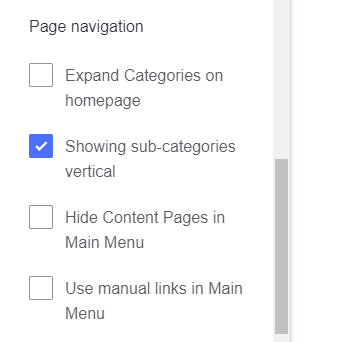 Page navigation
Expand Categories on
homepage
Showing sub-categories
vertical
Hide Content Pages in
Main Menu
Use manual links in Main
Menu